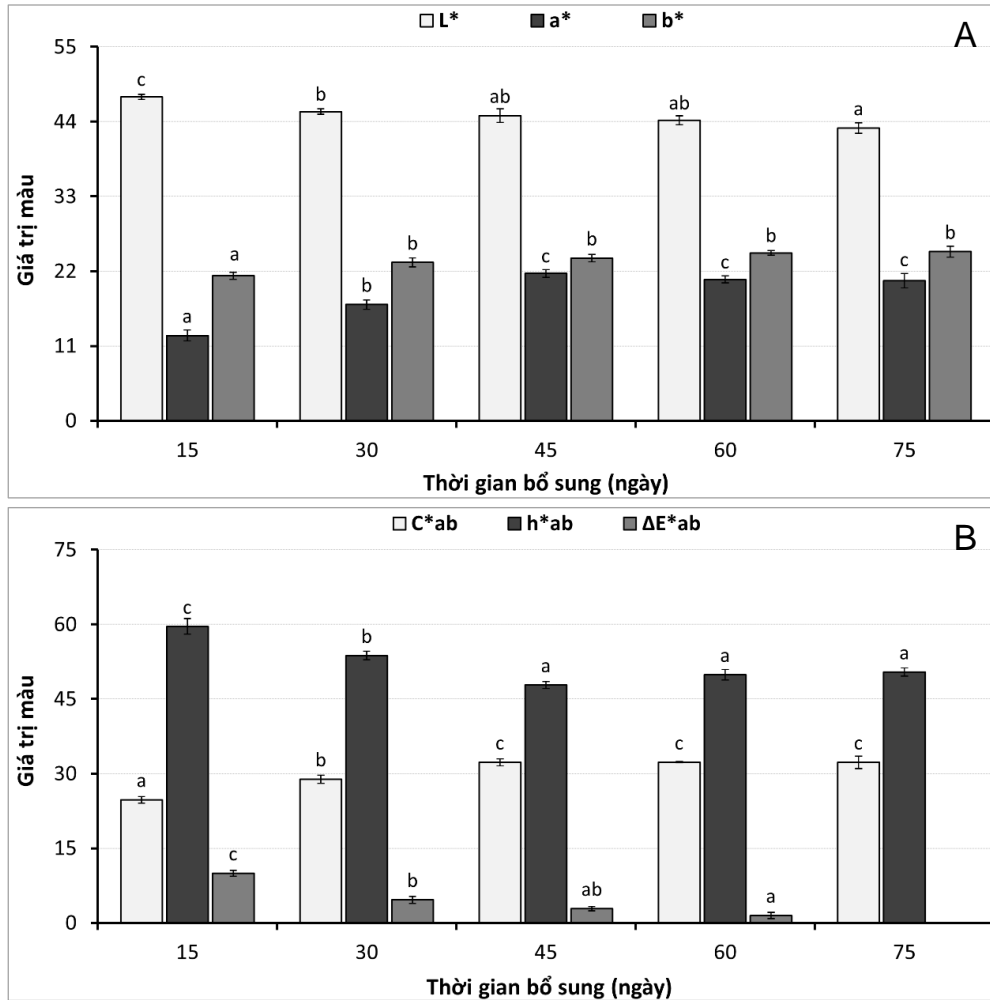 L* a* b*
A
55
c
b
ab
ab
a
44
33
a
b
c
b
c
b
c
b
22
a
b
11
0
15 30 45 60 75
Giá trị màu
Thời gian bổ sung (ngày)
C*ab h*ab ΔE*ab
B
75
c
60
b
a
a
a
45
a
b
c
c
c
30
c
b
ab
a
15
0
15 30 45 60 75
Giá trị màu
Thời gian bổ sung (ngày)